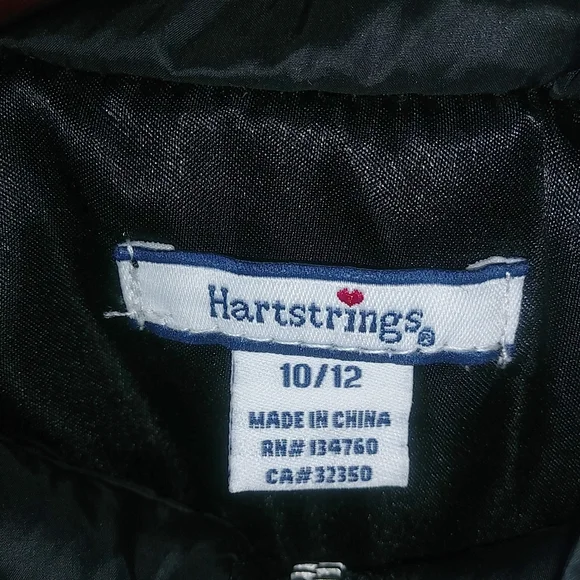 Hartstrings®
10/12
MADE IN CHINA
RN# 134760
CA#32350